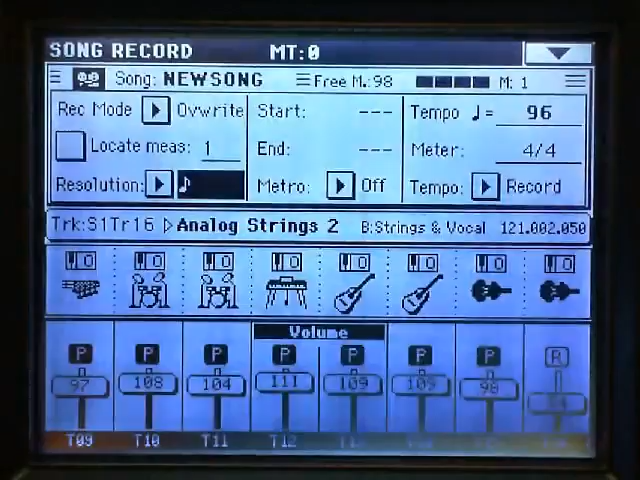 SONG RECORD MT:0
Song: NEWSONG Free M.:98 M: 1
Rec Mode Ovwrite Start: --- Tempo ♩= 96
Locate meas: 1 End: --- Meter: 4/4
Resolution: ♪ Metro: Off Tempo: Record
Trk:S1Tr16 ▷Analog Strings 2 B:Strings & Vocal 121.002.050
Volume
P P P P P P P R
97 108 104 111 109 109 98
T09 T10 T11 T12